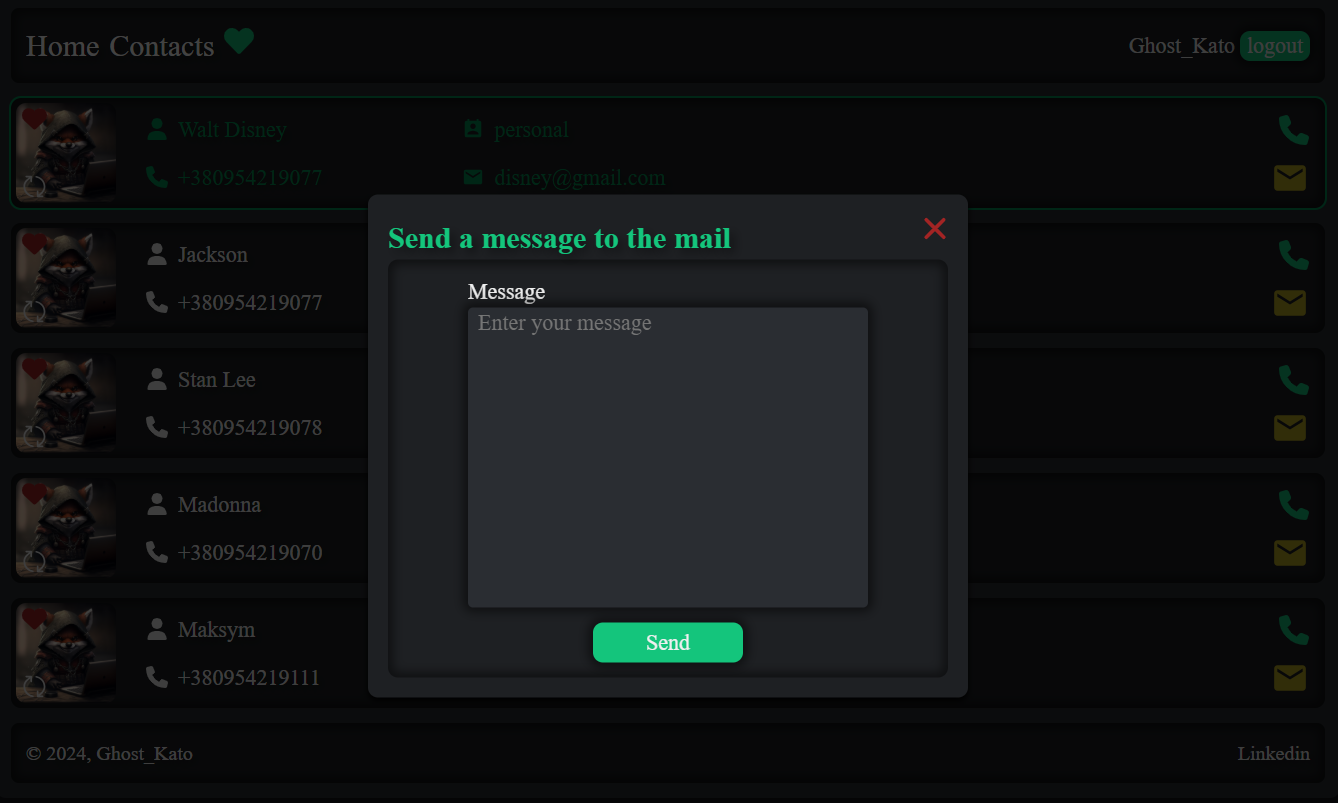 Home Contacts
Ghost_Kato logout
Walt Disney
personal
+380954219077
disney@gmail.com
Jackson
+380954219077
Stan Lee
+380954219078
Madonna
+380954219070
Maksym
+380954219111
Send a message to the mail
Message
Enter your message
Send
© 2024, Ghost_Kato
Linkedin